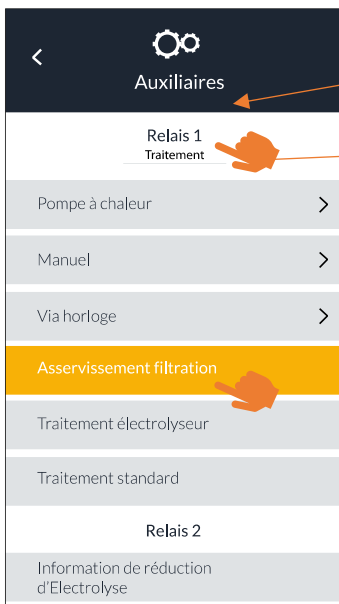 Auxiliaires
Relais 1
Traitement
Pompe à chaleur
Manuel
Via horloge
Asservissement filtration
Traitement électrolyseur
Traitement standard
Relais 2
Information de réduction
d'Electrolyse